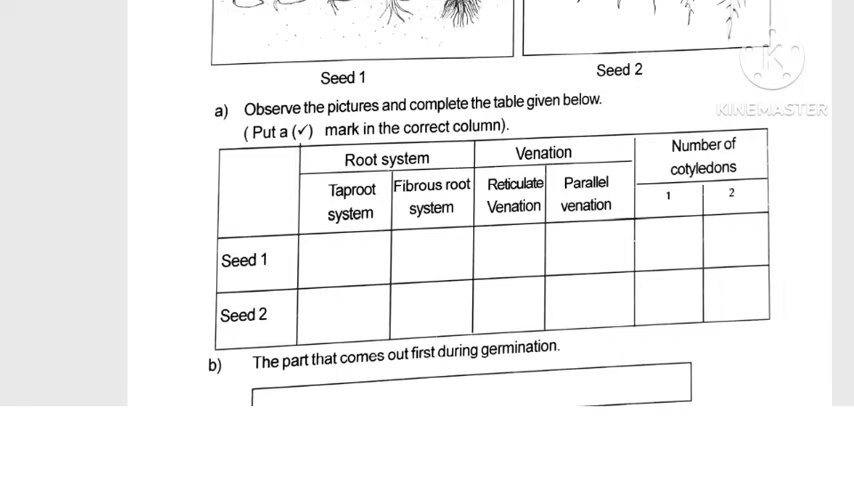 Seed 1
Seed 2
K
KINEMASTER
a) Observe the pictures and complete the table given below.
( Put a (✓) mark in the correct column).
Root system
Venation
Number of
cotyledons
Taproot
system
Fibrous root
system
Reticulate
Venation
Parallel
venation
1
2
Seed 1
Seed 2
b) The part that comes out first during germination.